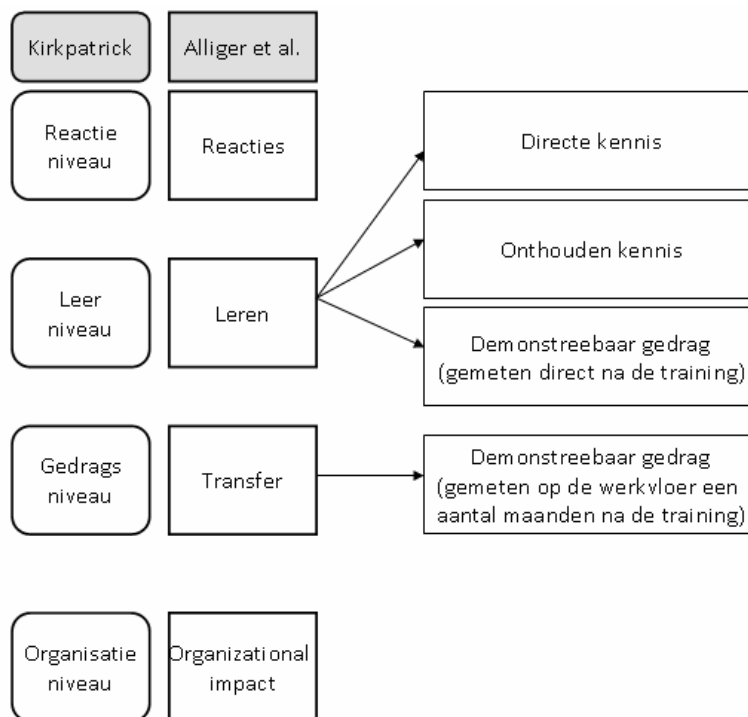 Kirkpatrick
Alliger et al.
Reactie
niveau
Reacties
Directe kennis
Onthouden kennis
Leer
niveau
Leren
Demonstreebaar gedrag
(gemeten direct na de training)
Gedrags
niveau
Transfer
Demonstreebaar gedrag
(gemeten op de werkvloer een
aantal maanden na de training)
Organisatie
niveau
Organizational
impact